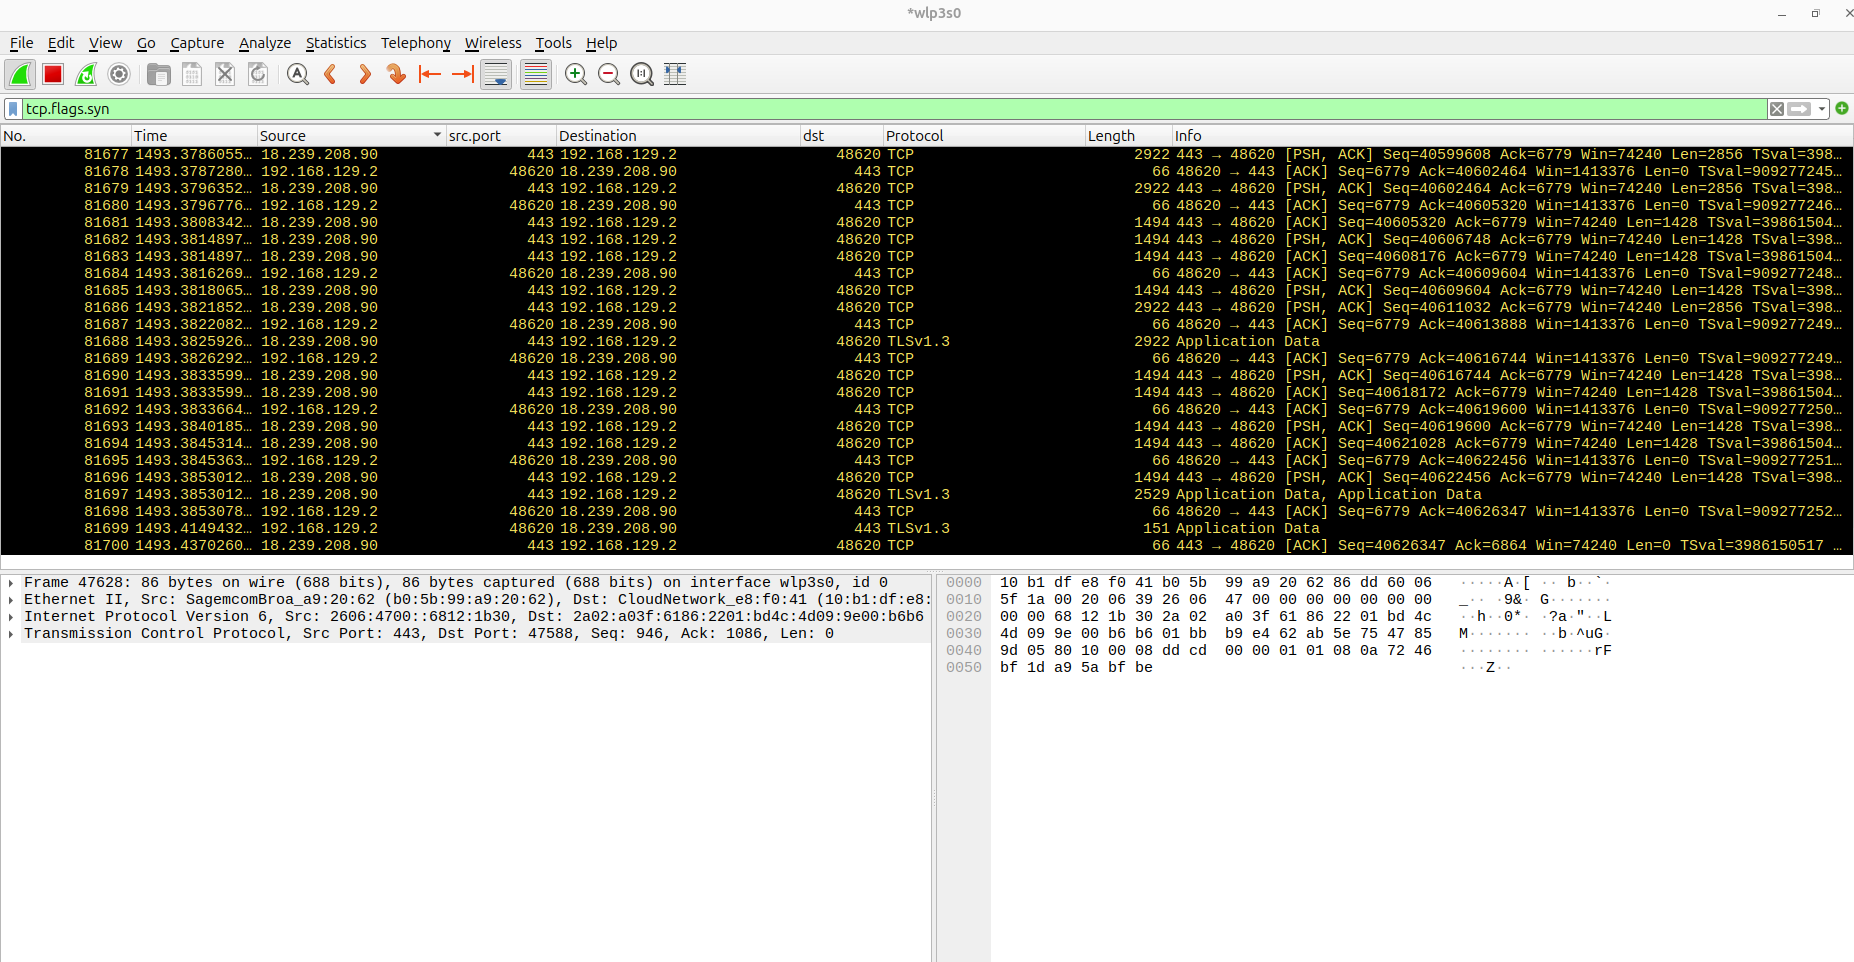 *wlp3s0
File Edit View Go Capture Analyze Statistics Telephony Wireless Tools Help
tcp.flags.syn
No. Time Source src.port Destination dst Protocol Length Info
81677 1493.3786055… 18.239.208.90 443 192.168.129.2 48620 TCP 2922 443 → 48620 [PSH, ACK] Seq=40599608 Ack=6779 Win=74240 Len=2856 TSval=398…
81678 1493.3787280… 192.168.129.2 48620 18.239.208.90 443 TCP 66 48620 → 443 [ACK] Seq=6779 Ack=40602464 Win=1413376 Len=0 TSval=909277245…
81679 1493.3796352… 18.239.208.90 443 192.168.129.2 48620 TCP 2922 443 → 48620 [PSH, ACK] Seq=40602464 Ack=6779 Win=74240 Len=2856 TSval=398…
81680 1493.3796776… 192.168.129.2 48620 18.239.208.90 443 TCP 66 48620 → 443 [ACK] Seq=6779 Ack=40605320 Win=1413376 Len=0 TSval=909277246…
81681 1493.3808342… 18.239.208.90 443 192.168.129.2 48620 TCP 1494 443 → 48620 [ACK] Seq=40605320 Ack=6779 Win=74240 Len=1428 TSval=39861504…
81682 1493.3814897… 18.239.208.90 443 192.168.129.2 48620 TCP 1494 443 → 48620 [PSH, ACK] Seq=40606748 Ack=6779 Win=74240 Len=1428 TSval=398…
81683 1493.3814897… 18.239.208.90 443 192.168.129.2 48620 TCP 1494 443 → 48620 [ACK] Seq=40608176 Ack=6779 Win=74240 Len=1428 TSval=39861504…
81684 1493.3816269… 192.168.129.2 48620 18.239.208.90 443 TCP 66 48620 → 443 [ACK] Seq=6779 Ack=40609604 Win=1413376 Len=0 TSval=909277248…
81685 1493.3818065… 18.239.208.90 443 192.168.129.2 48620 TCP 1494 443 → 48620 [PSH, ACK] Seq=40609604 Ack=6779 Win=74240 Len=1428 TSval=398…
81686 1493.3821852… 18.239.208.90 443 192.168.129.2 48620 TCP 2922 443 → 48620 [PSH, ACK] Seq=40611032 Ack=6779 Win=74240 Len=2856 TSval=398…
81687 1493.3822082… 192.168.129.2 48620 18.239.208.90 443 TCP 66 48620 → 443 [ACK] Seq=6779 Ack=40613888 Win=1413376 Len=0 TSval=909277249…
81688 1493.3825926… 18.239.208.90 443 192.168.129.2 48620 TLSv1.3 2922 Application Data
81689 1493.3826292… 192.168.129.2 48620 18.239.208.90 443 TCP 66 48620 → 443 [ACK] Seq=6779 Ack=40616744 Win=1413376 Len=0 TSval=909277249…
81690 1493.3833599… 18.239.208.90 443 192.168.129.2 48620 TCP 1494 443 → 48620 [PSH, ACK] Seq=40616744 Ack=6779 Win=74240 Len=1428 TSval=398…
81691 1493.3833599… 18.239.208.90 443 192.168.129.2 48620 TCP 1494 443 → 48620 [ACK] Seq=40618172 Ack=6779 Win=74240 Len=1428 TSval=39861504…
81692 1493.3833664… 192.168.129.2 48620 18.239.208.90 443 TCP 66 48620 → 443 [ACK] Seq=6779 Ack=40619600 Win=1413376 Len=0 TSval=909277250…
81693 1493.3840185… 18.239.208.90 443 192.168.129.2 48620 TCP 1494 443 → 48620 [PSH, ACK] Seq=40619600 Ack=6779 Win=74240 Len=1428 TSval=398…
81694 1493.3845314… 18.239.208.90 443 192.168.129.2 48620 TCP 1494 443 → 48620 [ACK] Seq=40621028 Ack=6779 Win=74240 Len=1428 TSval=39861504…
81695 1493.3845363… 192.168.129.2 48620 18.239.208.90 443 TCP 66 48620 → 443 [ACK] Seq=6779 Ack=40622456 Win=1413376 Len=0 TSval=909277251…
81696 1493.3853012… 18.239.208.90 443 192.168.129.2 48620 TCP 1494 443 → 48620 [PSH, ACK] Seq=40622456 Ack=6779 Win=74240 Len=1428 TSval=398…
81697 1493.3853012… 18.239.208.90 443 192.168.129.2 48620 TLSv1.3 2529 Application Data, Application Data
81698 1493.3853078… 192.168.129.2 48620 18.239.208.90 443 TCP 66 48620 → 443 [ACK] Seq=6779 Ack=40626347 Win=1413376 Len=0 TSval=909277252…
81699 1493.4149432… 192.168.129.2 48620 18.239.208.90 443 TLSv1.3 151 Application Data
81700 1493.4370260… 18.239.208.90 443 192.168.129.2 48620 TCP 66 443 → 48620 [ACK] Seq=40626347 Ack=6864 Win=74240 Len=0 TSval=3986150517 …
Frame 47628: 86 bytes on wire (688 bits), 86 bytes captured (688 bits) on interface wlp3s0, id 0
Ethernet II, Src: SagemcomBroa_a9:20:62 (b0:5b:99:a9:20:62), Dst: CloudNetwork_e8:f0:41 (10:b1:df:e8:
Internet Protocol Version 6, Src: 2606:4700::6812:1b30, Dst: 2a02:a03f:6186:2201:bd4c:4d09:9e00:b6b6
Transmission Control Protocol, Src Port: 443, Dst Port: 47588, Seq: 946, Ack: 1086, Len: 0
0000 10 b1 df e8 f0 41 b0 5b 99 a9 20 62 86 dd 60 06 ·····A·[ ·· b··`·
0010 5f 1a 00 20 06 39 26 06 47 00 00 00 00 00 00 00 _·· ·9&· G·······
0020 00 00 68 12 1b 30 2a 02 a0 3f 61 86 22 01 bd 4c ··h··0*· ·?a·"··L
0030 4d 09 9e 00 b6 b6 01 bb b9 e4 62 ab 5e 75 47 85 M······· ··b·^uG·
0040 9d 05 80 10 00 08 dd cd 00 00 01 01 08 0a 72 46 ········ ······rF
0050 bf 1d a9 5a bf be ···Z··